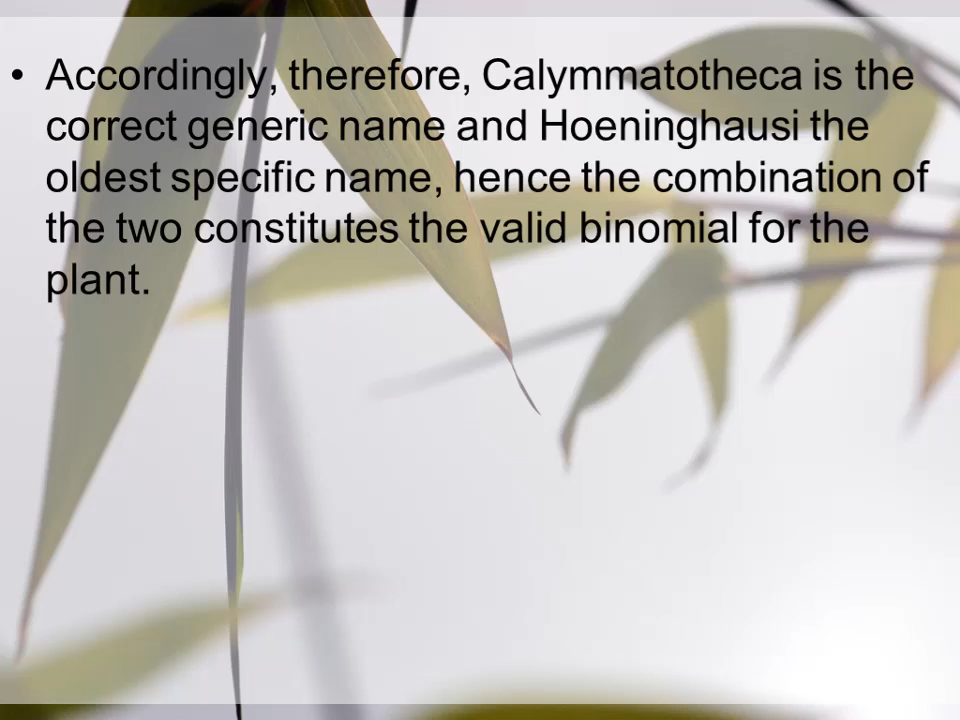 • Accordingly, therefore, Calymmatotheca is the
correct generic name and Hoeninghausi the
oldest specific name, hence the combination of
the two constitutes the valid binomial for the
plant.